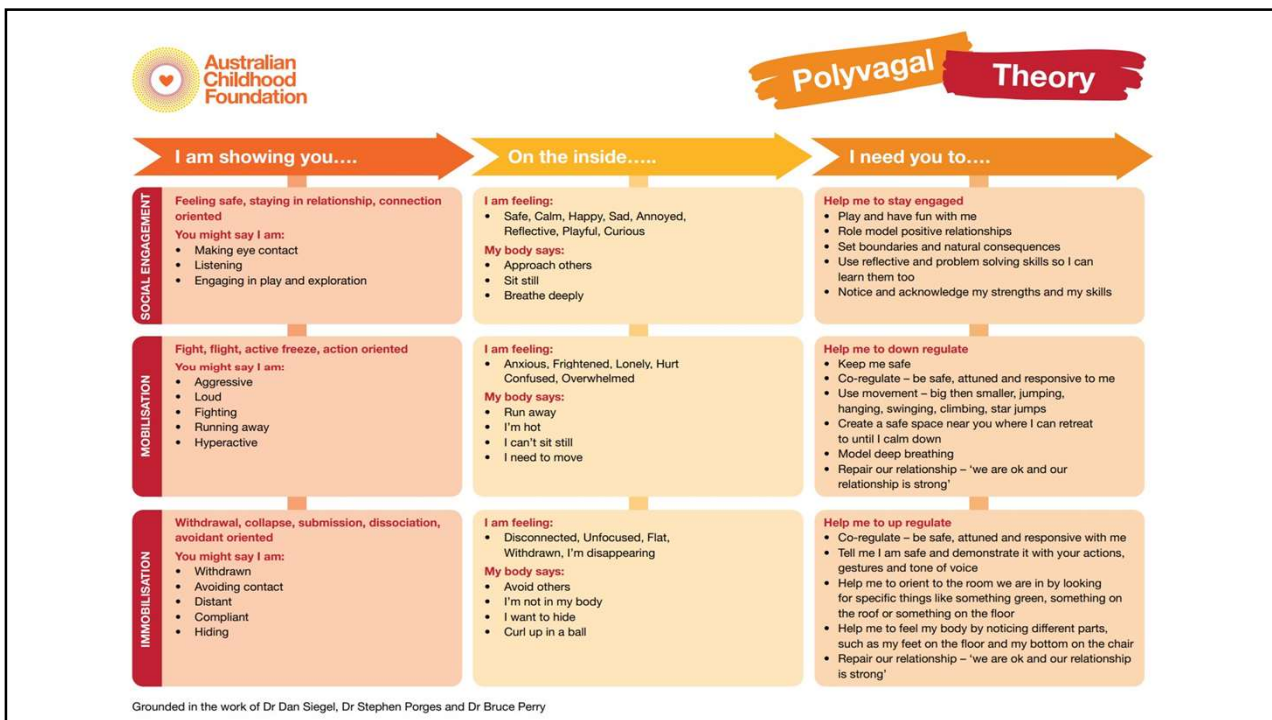 Australian
Childhood
Foundation
Polyvagal
Theory
I am showing you....
On the inside.....
I need you to....
SOCIAL ENGAGEMENT
Feeling safe, staying in relationship, connection
oriented
You might say I am:
• Making eye contact
• Listening
• Engaging in play and exploration
I am feeling:
• Safe, Calm, Happy, Sad, Annoyed,
Reflective, Playful, Curious
My body says:
• Approach others
• Sit still
• Breathe deeply
Help me to stay engaged
• Play and have fun with me
• Role model positive relationships
• Set boundaries and natural consequences
• Use reflective and problem solving skills so I can
learn them too
• Notice and acknowledge my strengths and my skills
MOBILISATION
Fight, flight, active freeze, action oriented
You might say I am:
• Aggressive
• Loud
• Fighting
• Running away
• Hyperactive
I am feeling:
• Anxious, Frightened, Lonely, Hurt
Confused, Overwhelmed
My body says:
• Run away
• I'm hot
• I can't sit still
• I need to move
Help me to down regulate
• Keep me safe
• Co-regulate – be safe, attuned and responsive to me
• Use movement – big then smaller, jumping,
hanging, swinging, climbing, star jumps
• Create a safe space near you where I can retreat
to until I calm down
• Model deep breathing
• Repair our relationship – 'we are ok and our
relationship is strong'
IMMOBILISATION
Withdrawal, collapse, submission, dissociation,
avoidant oriented
You might say I am:
• Withdrawn
• Avoiding contact
• Distant
• Compliant
• Hiding
I am feeling:
• Disconnected, Unfocused, Flat,
Withdrawn, I'm disappearing
My body says:
• Avoid others
• I'm not in my body
• I want to hide
• Curl up in a ball
Help me to up regulate
• Co-regulate – be safe, attuned and responsive with me
• Tell me I am safe and demonstrate it with your actions,
gestures and tone of voice
• Help me to orient to the room we are in by looking
for specific things like something green, something on
the roof or something on the floor
• Help me to feel my body by noticing different parts,
such as my feet on the floor and my bottom on the chair
• Repair our relationship – 'we are ok and our relationship
is strong'
Grounded in the work of Dr Dan Siegel, Dr Stephen Porges and Dr Bruce Perry